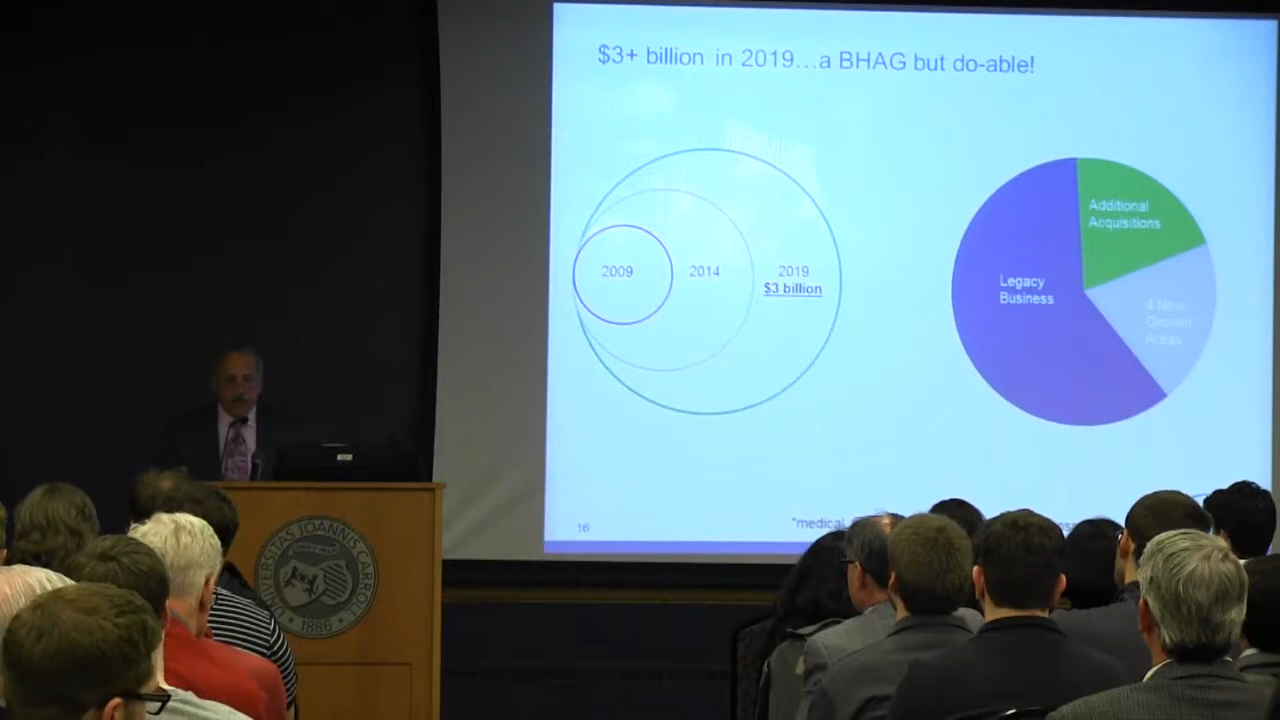 $3+ billion in 2019...a BHAG but do-able!
2009
2014
2019
$3 billion
Additional
Acquisitions
Legacy
Business
4 New
Growth
Areas
16
*medical,
UNIVERSITAS JOANNIS CARROLL
1886